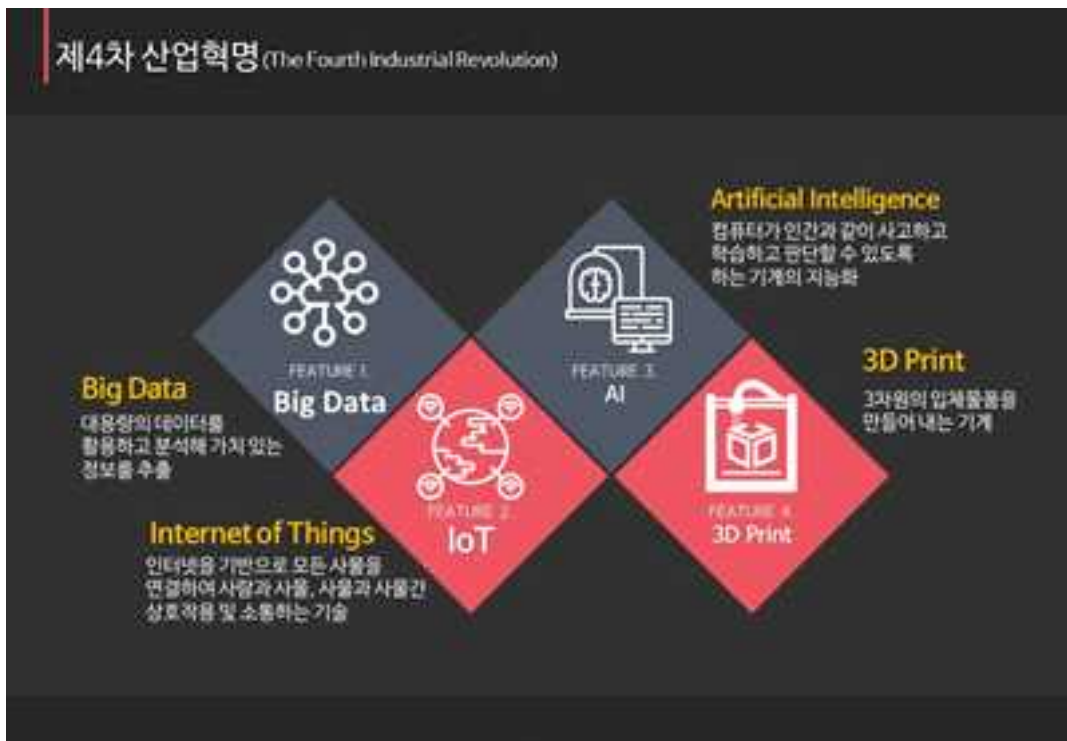 제4차 산업혁명(The Fourth Industrial Revolution)
Artificial Intelligence
컴퓨터가 인간과 같이 사고하고
학습하고 판단할 수 있도록
하는 기계의 지능화
FEATURE 1
Big Data
FEATURE 3
AI
Big Data
대용량의 데이터를
활용하고 분석해 가치 있는
정보를 추출
3D Print
3차원의 입체물품을
만들어 내는 기계
FEATURE 2
IoT
FEATURE 4
3D Print
Internet of Things
인터넷을 기반으로 모든 사물을
연결하여 사람과 사물, 사물과 사물간
상호작용 및 소통하는 기술